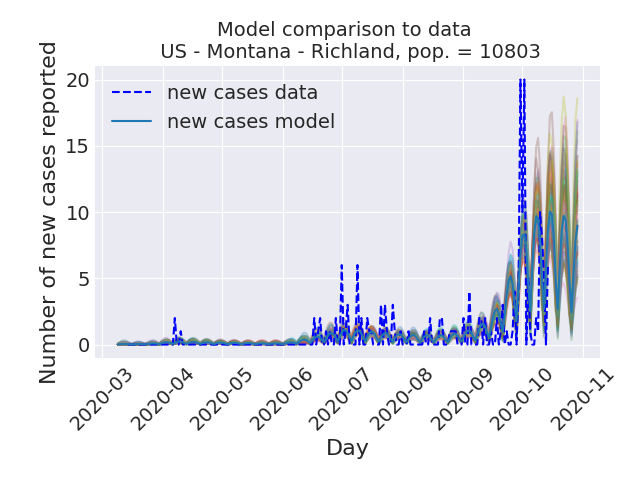 Model comparison to data
US - Montana - Richland, pop. = 10803
Number of new cases reported
20
15
10
5
0
new cases data
new cases model
2020-03
2020-04
2020-05
2020-06
2020-07
2020-08
2020-09
2020-10
2020-11
Day